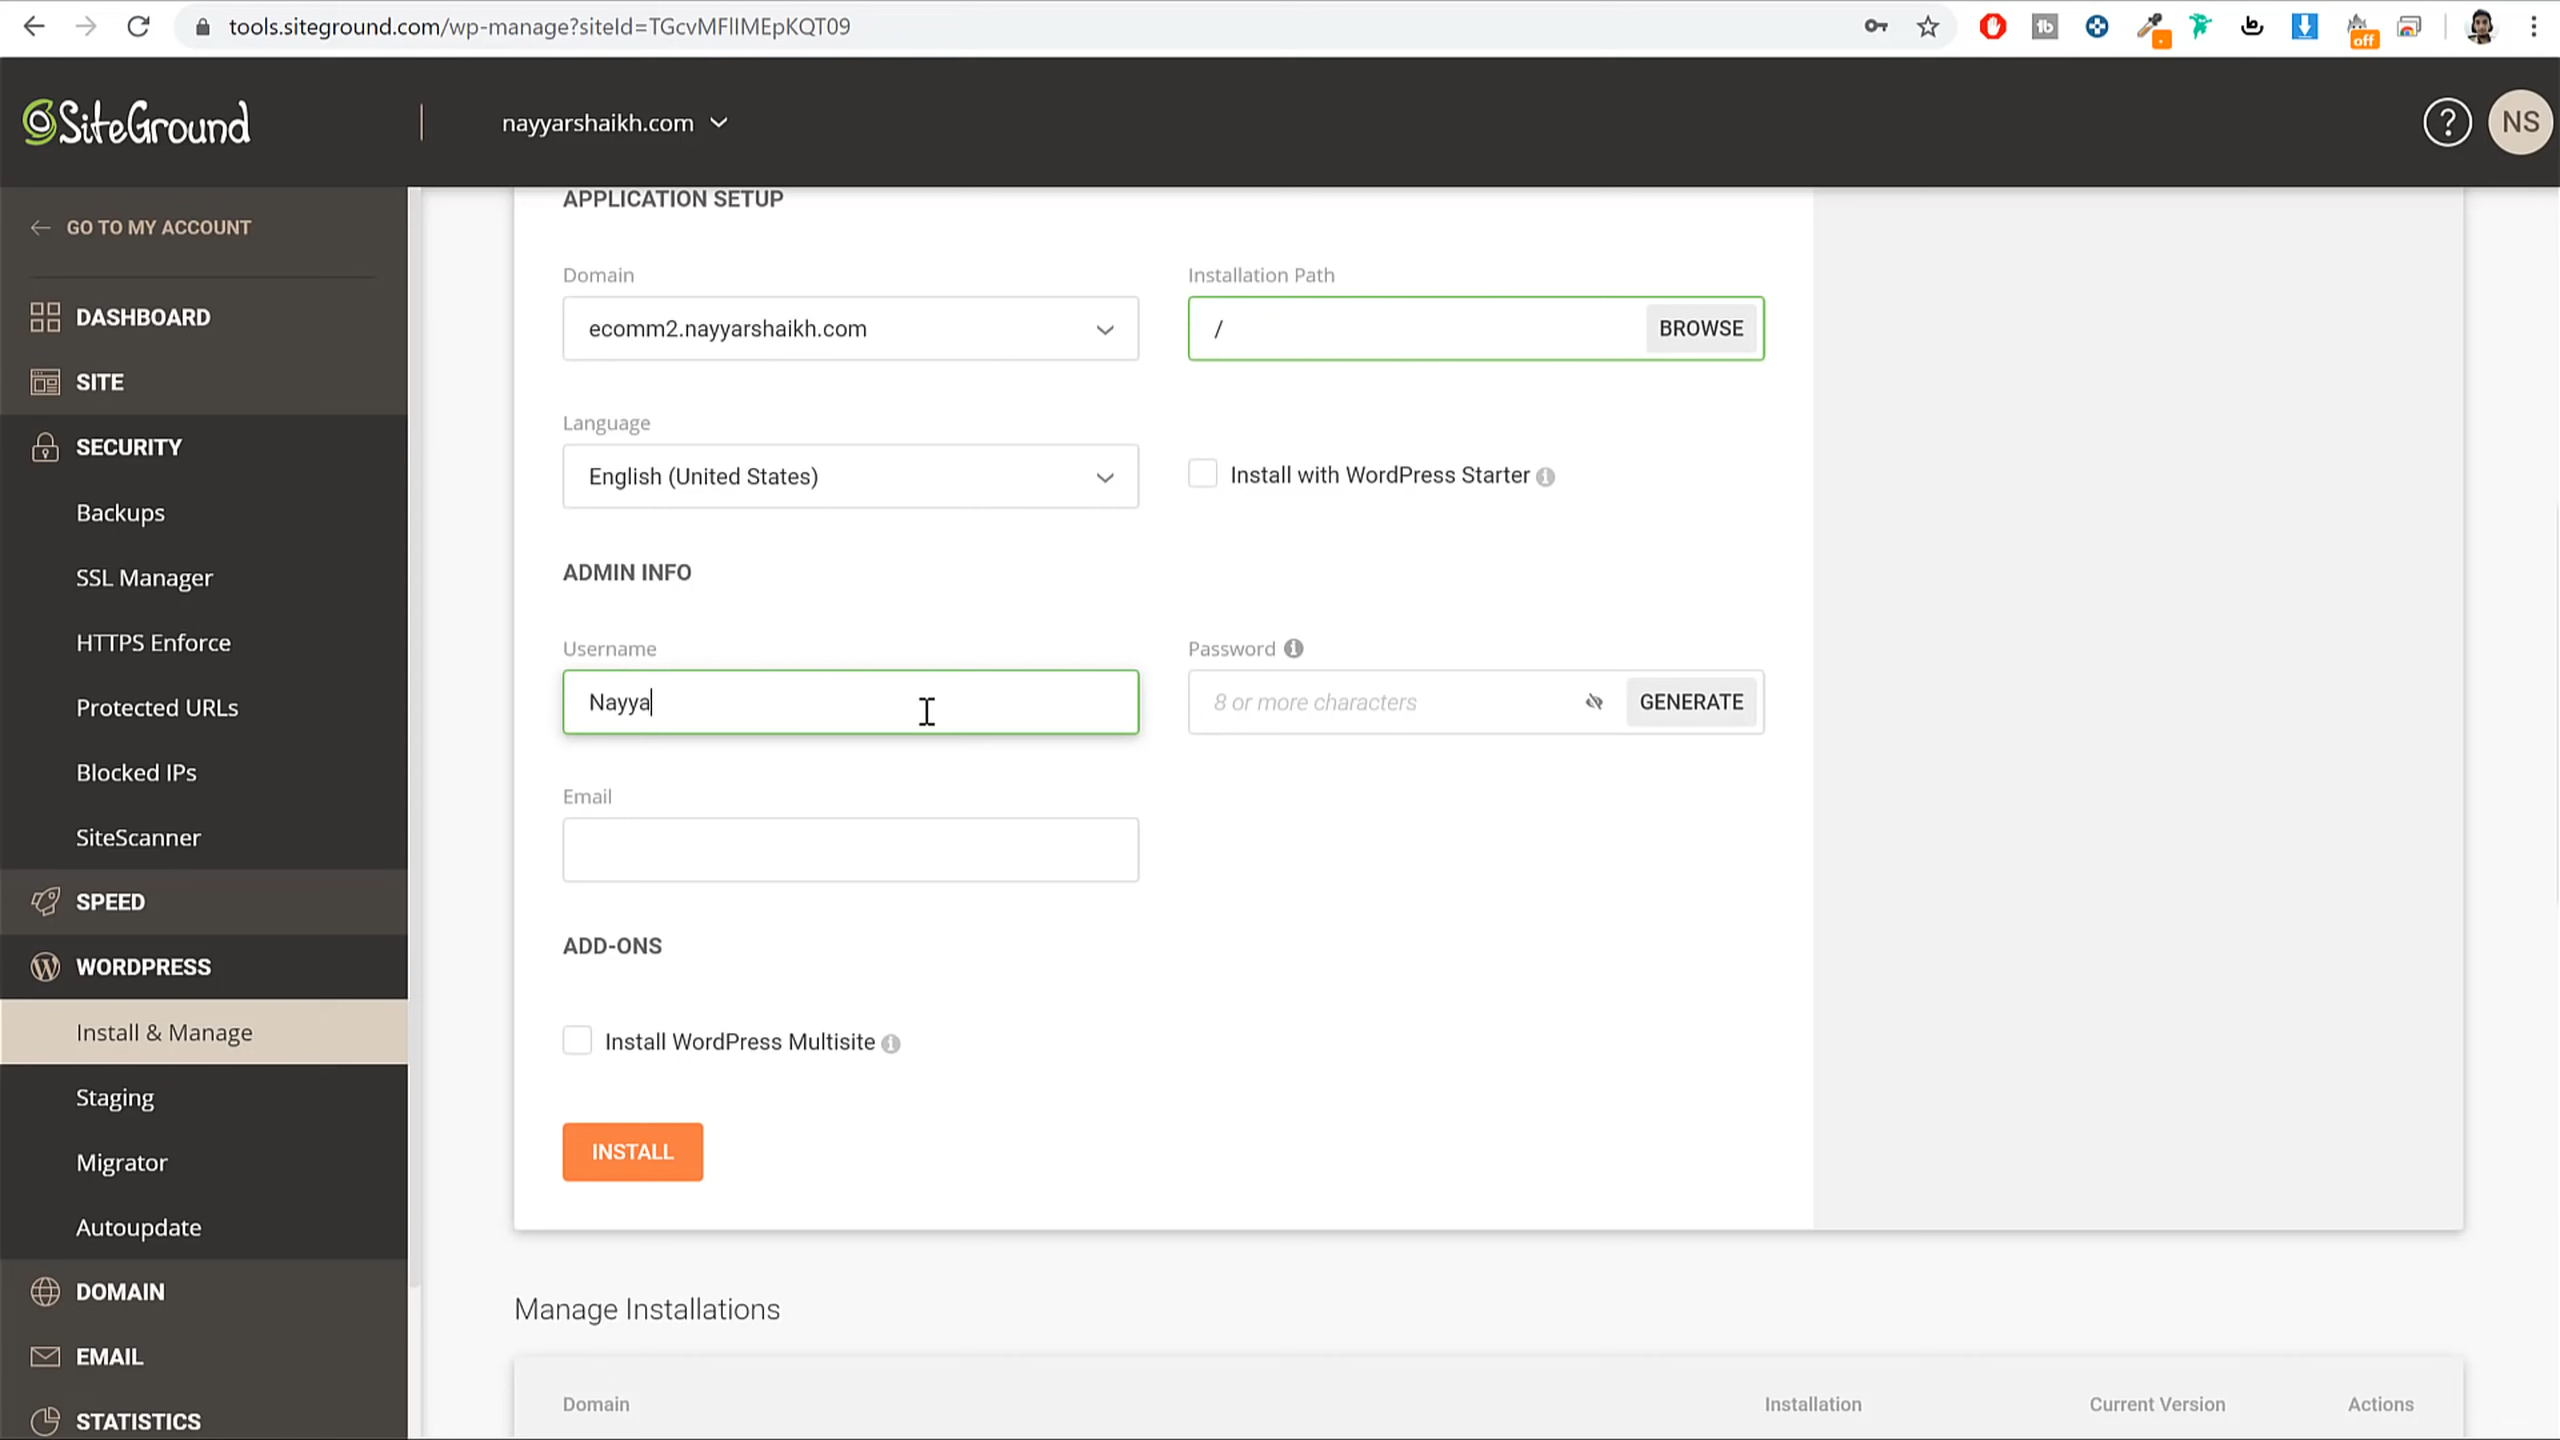 tools.siteground.com/wp-manage?siteId=TGcvMFlIMEpKQT09
off
SiteGround
nayyarshaikh.com
?
NS
GO TO MY ACCOUNT
DASHBOARD
SITE
SECURITY
Backups
SSL Manager
HTTPS Enforce
Protected URLs
Blocked IPs
SiteScanner
SPEED
WORDPRESS
Install & Manage
Staging
Migrator
Autoupdate
DOMAIN
EMAIL
STATISTICS
APPLICATION SETUP
Domain
Installation Path
ecomm2.nayyarshaikh.com
/
BROWSE
Language
English (United States)
Install with WordPress Starter
ADMIN INFO
Username
Password
Nayya
8 or more characters
GENERATE
Email
ADD-ONS
Install WordPress Multisite
INSTALL
Manage Installations
Domain
Installation
Current Version
Actions